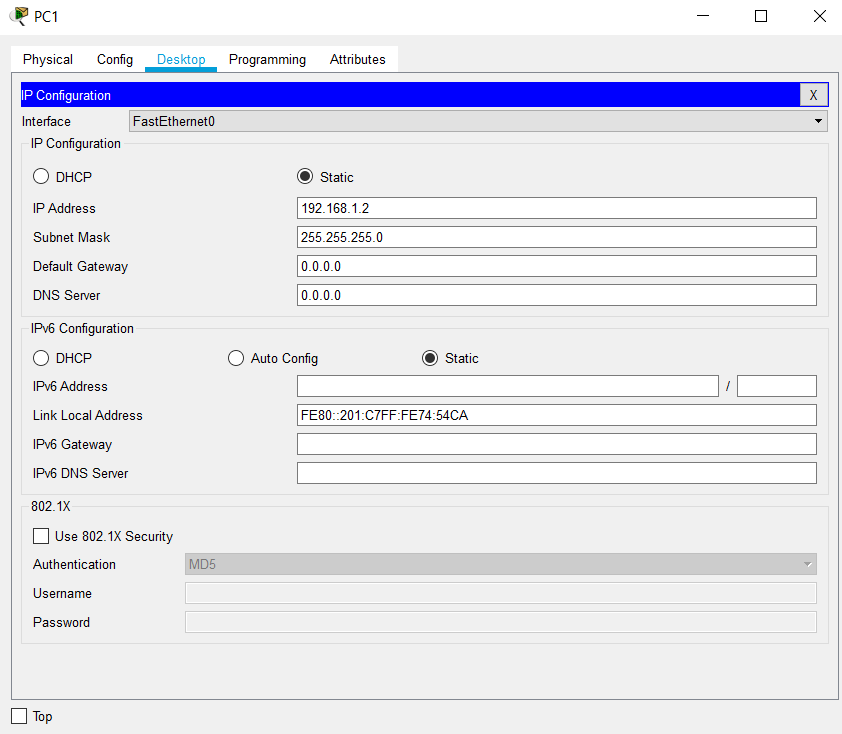 PC1
Physical Config Desktop Programming Attributes
IP Configuration X
Interface FastEthernet0
IP Configuration
DHCP Static
IP Address 192.168.1.2
Subnet Mask 255.255.255.0
Default Gateway 0.0.0.0
DNS Server 0.0.0.0
IPv6 Configuration
DHCP Auto Config Static
IPv6 Address /
Link Local Address FE80::201:C7FF:FE74:54CA
IPv6 Gateway
IPv6 DNS Server
802.1X
Use 802.1X Security
Authentication MD5
Username
Password
Top